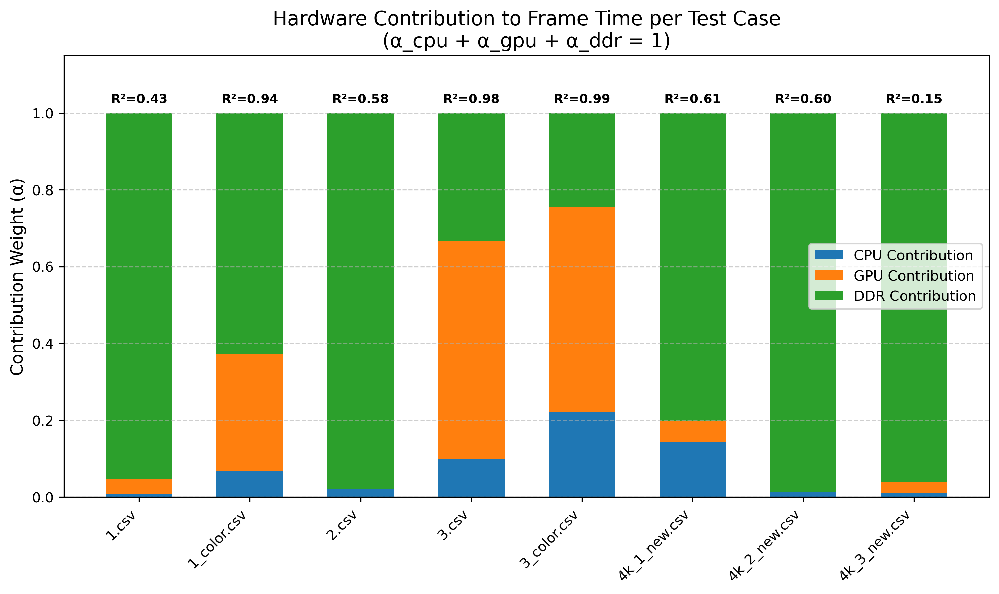 Hardware Contribution to Frame Time per Test Case
(α_cpu + α_gpu + α_ddr = 1)
R²=0.43
R²=0.94
R²=0.58
R²=0.98
R²=0.99
R²=0.61
R²=0.60
R²=0.15
Contribution Weight (α)
1.0
0.8
0.6
0.4
0.2
0.0
CPU Contribution
GPU Contribution
DDR Contribution
1.csv
1_color.csv
2.csv
3.csv
3_color.csv
4k_1_new.csv
4k_2_new.csv
4k_3_new.csv